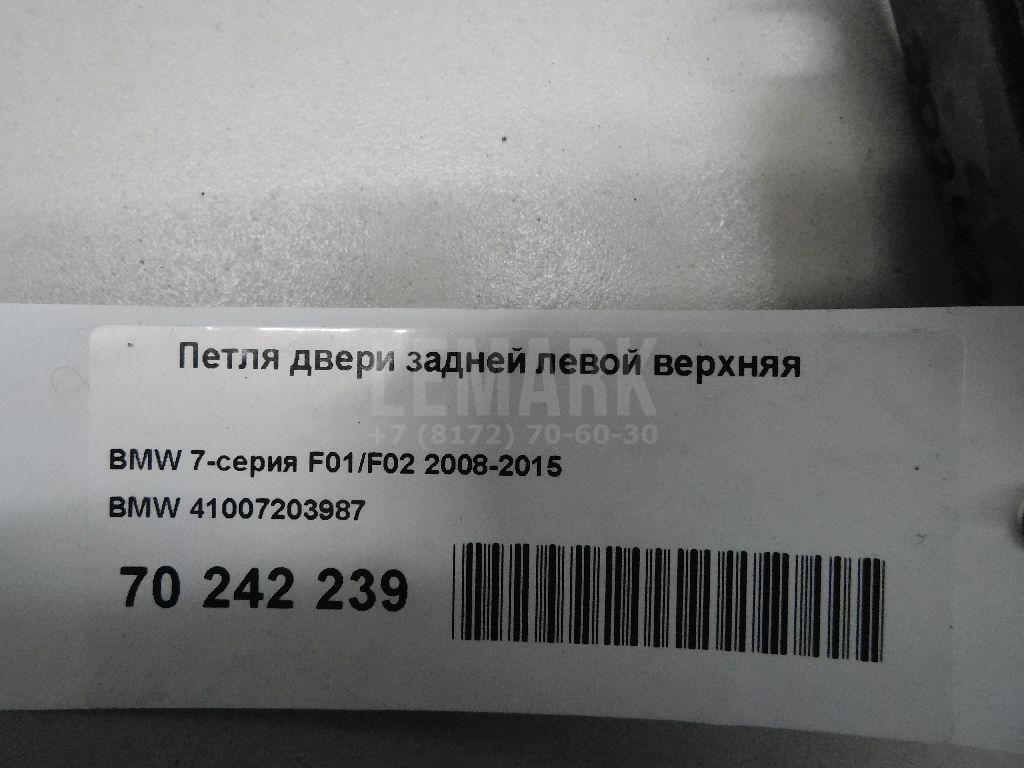 Петля двери задней левой верхняя
LEMARK
+7 (8172) 70-60-30
BMW 7-серия F01/F02 2008-2015
BMW 41007203987
70 242 239